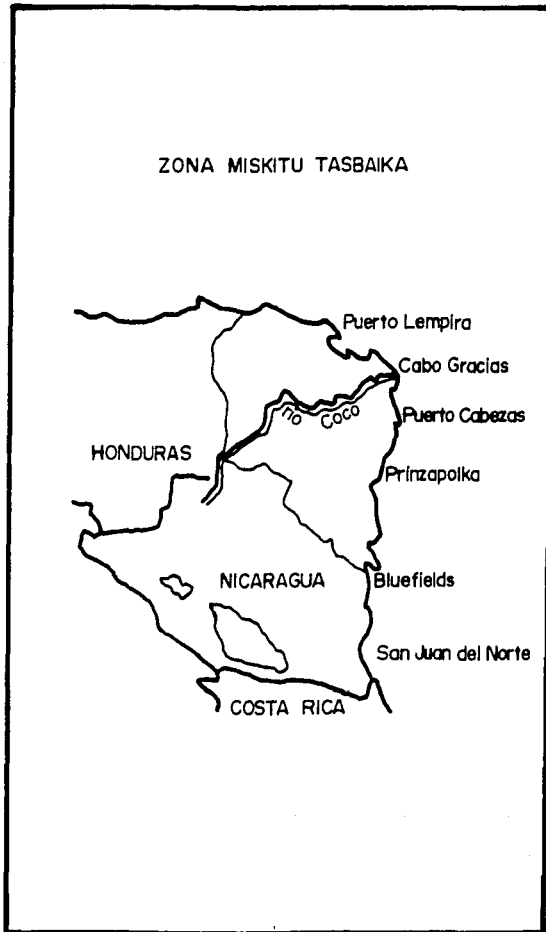 ZONA MISKITU TASBAIKA
Puerto Lempira
Cabo Gracias
Río Coco
Puerto Cabezas
HONDURAS
Prinzapolka
NICARAGUA
Bluefields
San Juan del Norte
COSTA RICA